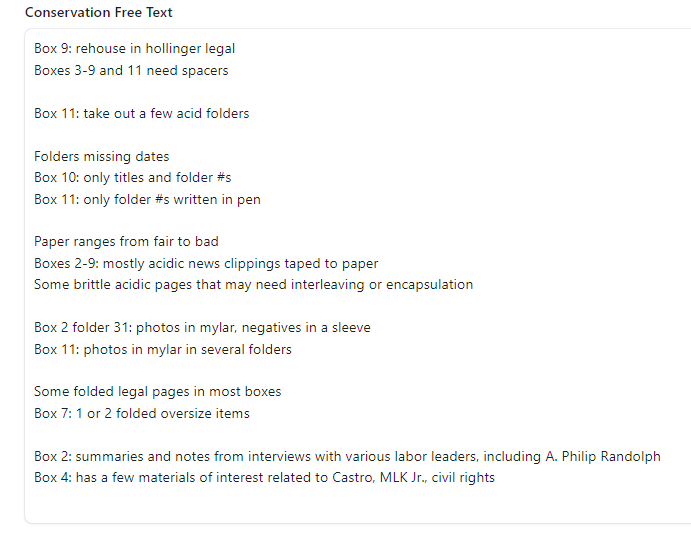 Conservation Free Text
Box 9: rehouse in hollinger legal
Boxes 3-9 and 11 need spacers
Box 11: take out a few acid folders
Folders missing dates
Box 10: only titles and folder #s
Box 11: only folder #s written in pen
Paper ranges from fair to bad
Boxes 2-9: mostly acidic news clippings taped to paper
Some brittle acidic pages that may need interleaving or encapsulation
Box 2 folder 31: photos in mylar, negatives in a sleeve
Box 11: photos in mylar in several folders
Some folded legal pages in most boxes
Box 7: 1 or 2 folded oversize items
Box 2: summaries and notes from interviews with various labor leaders, including A. Philip Randolph
Box 4: has a few materials of interest related to Castro, MLK Jr., civil rights